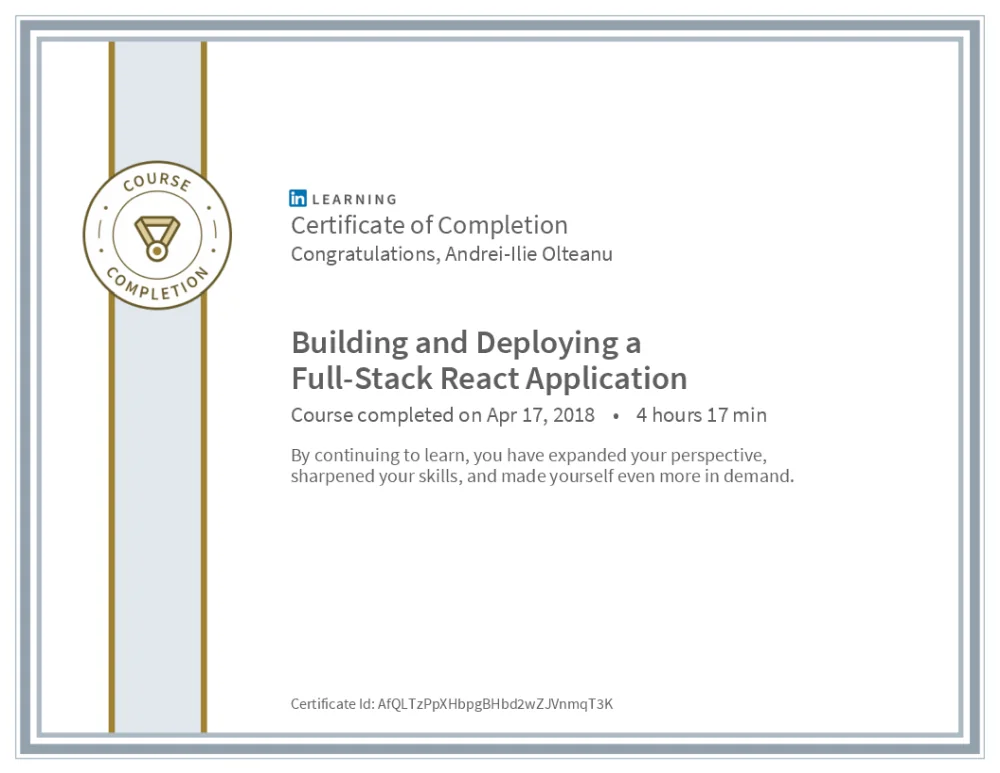 COURSE
COMPLETION
in LEARNING
Certificate of Completion
Congratulations, Andrei-Ilie Olteanu
Building and Deploying a
Full-Stack React Application
Course completed on Apr 17, 2018 • 4 hours 17 min
By continuing to learn, you have expanded your perspective,
sharpened your skills, and made yourself even more in demand.
Certificate Id: AfQLTzPpXHbpgBHbd2wZJVnmqT3K